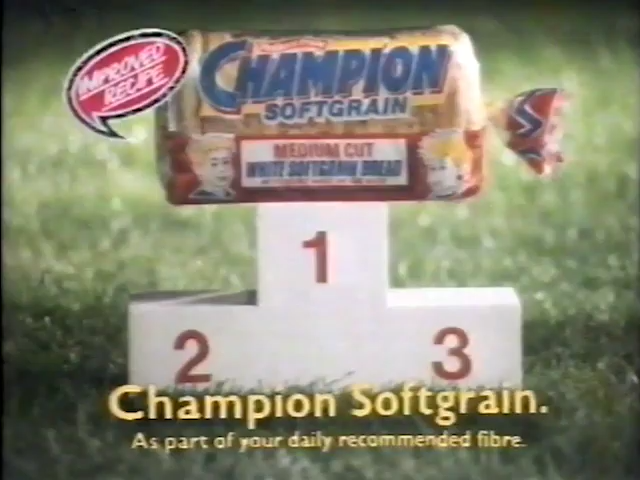 IMPROVED
RECIPE
CHAMPION
SOFTGRAIN
MEDIUM CUT
WHITE SOFTGRAIN BREAD
1
2
3
Champion Softgrain.
As part of your daily recommended fibre.